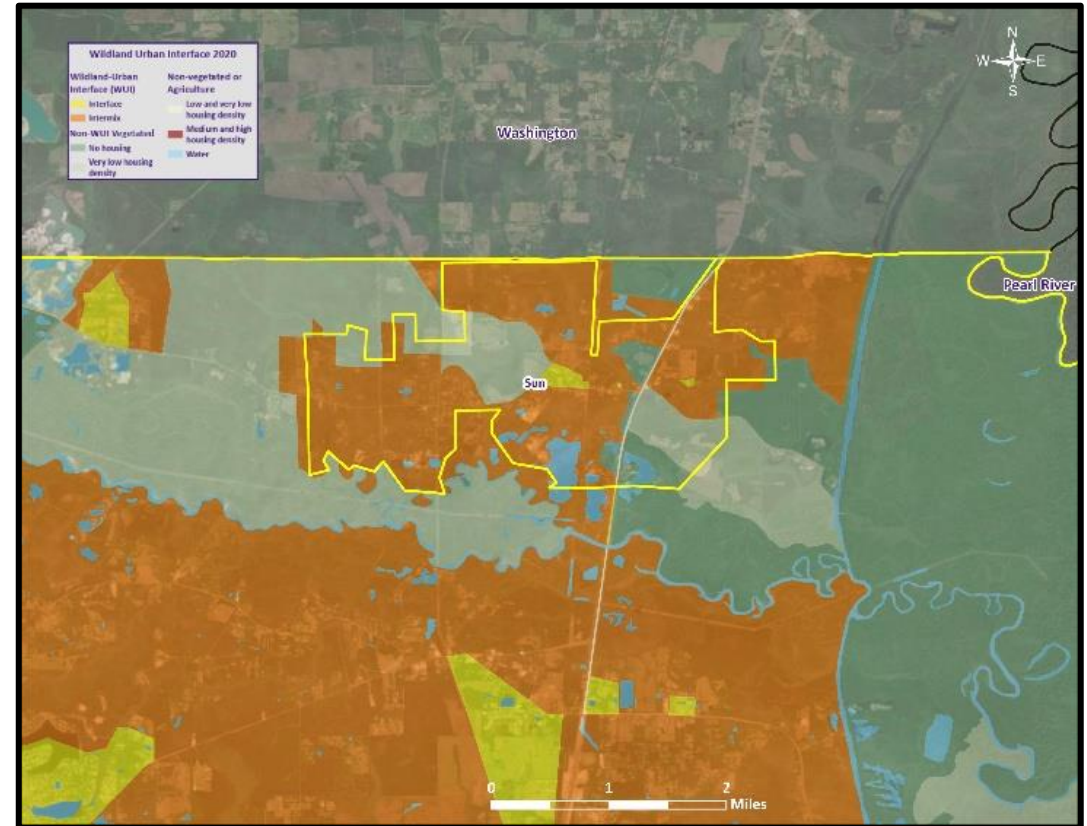 Wildland Urban Interface 2020
Wildland-Urban
Interface (WUI)
Interface
Intermix
Non-WUI Vegetated
No housing
Very low housing
density
Non-vegetated or
Agriculture
Low and very low
housing density
Medium and high
housing density
Water
N
W
E
S
Washington
Pearl River
Sun
0
1
2
Miles